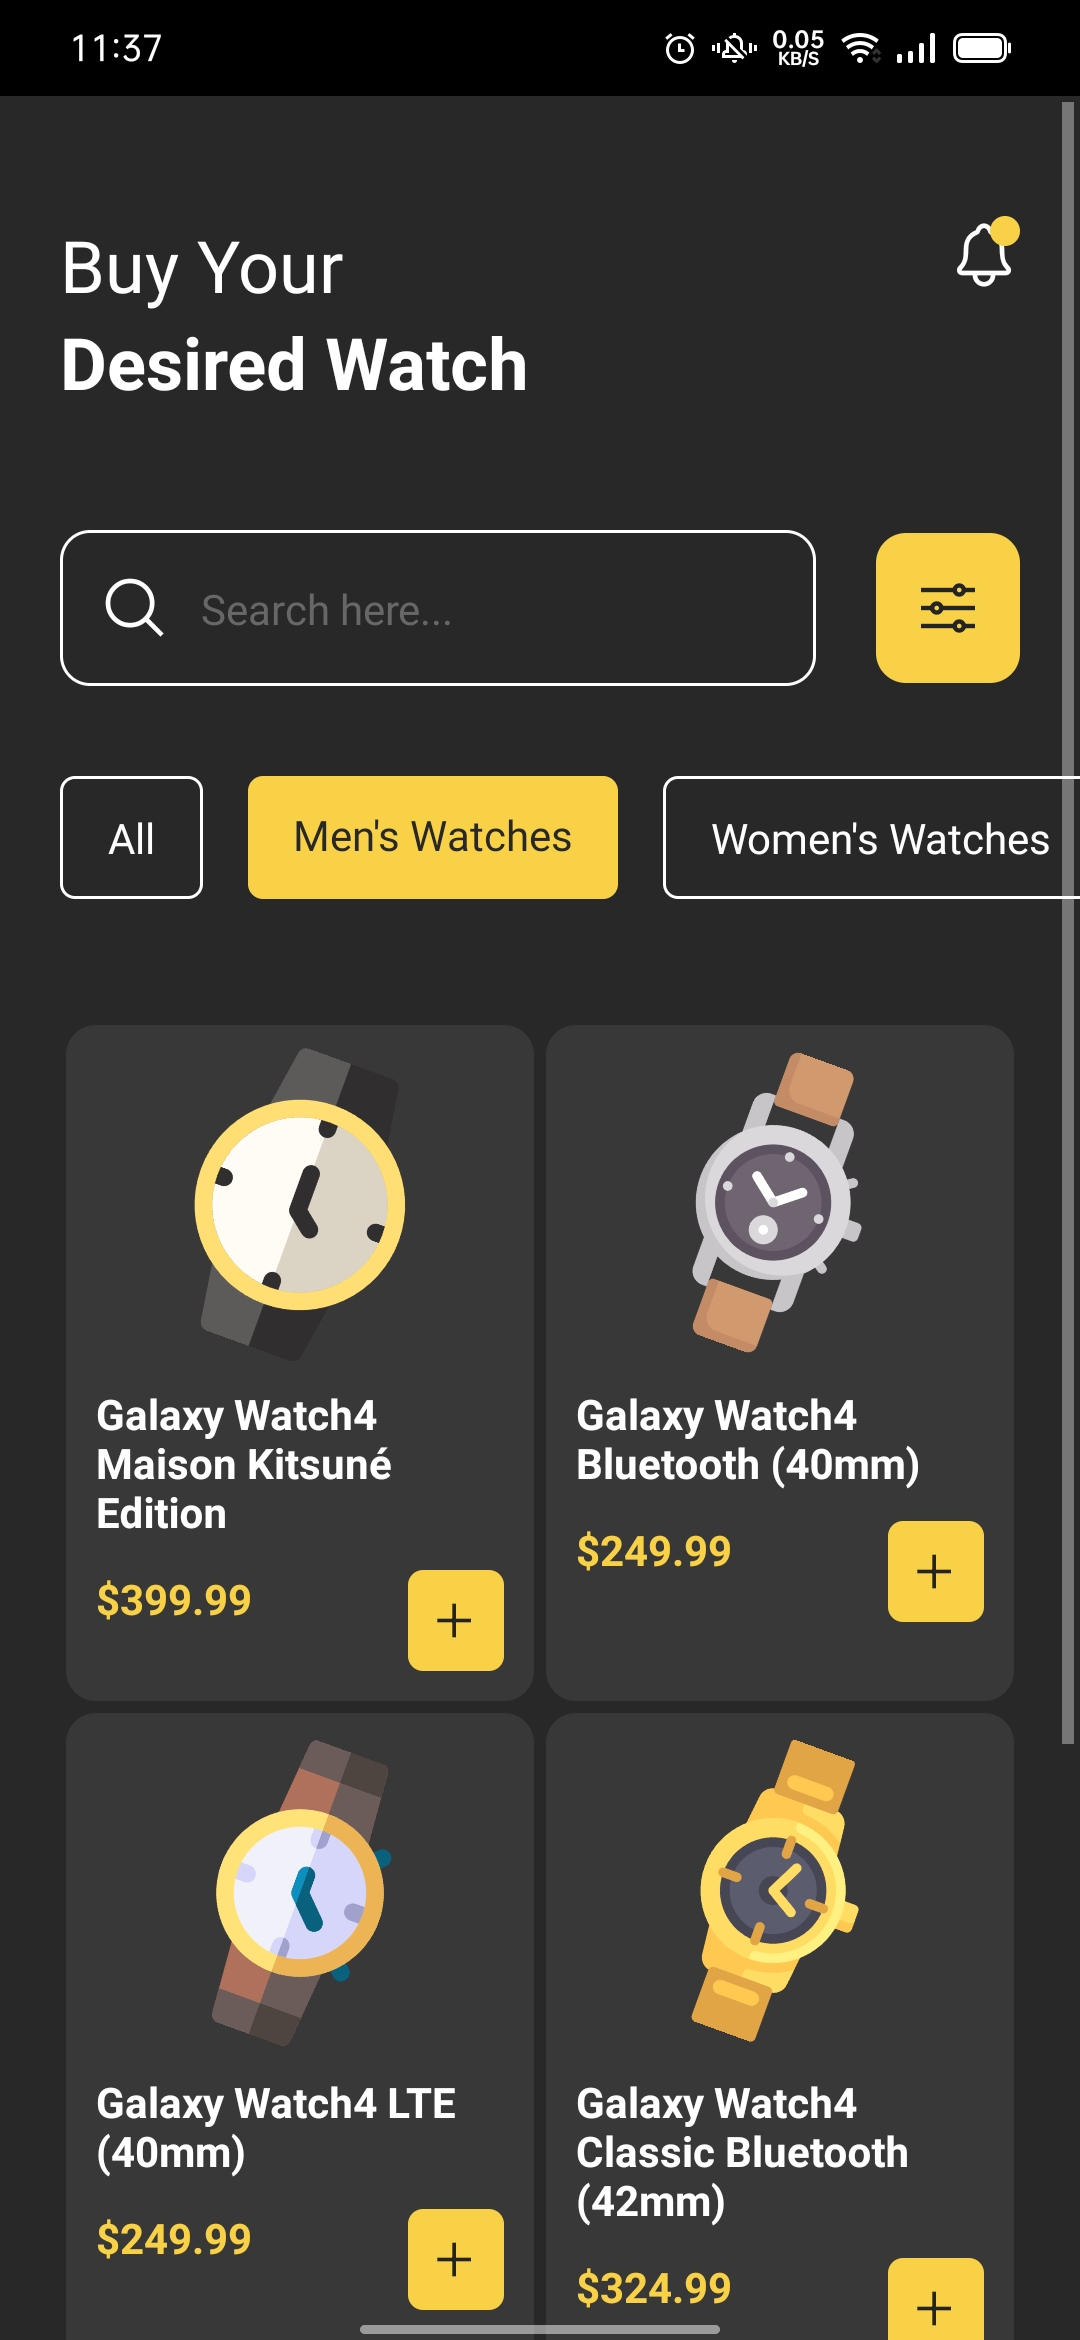 11:37
0.05
KB/S
Buy Your
Desired Watch
Search here...
All
Men's Watches
Women's Watches
Galaxy Watch4
Maison Kitsuné
Edition
$399.99
Galaxy Watch4
Bluetooth (40mm)
$249.99
Galaxy Watch4 LTE
(40mm)
$249.99
Galaxy Watch4
Classic Bluetooth
(42mm)
$324.99